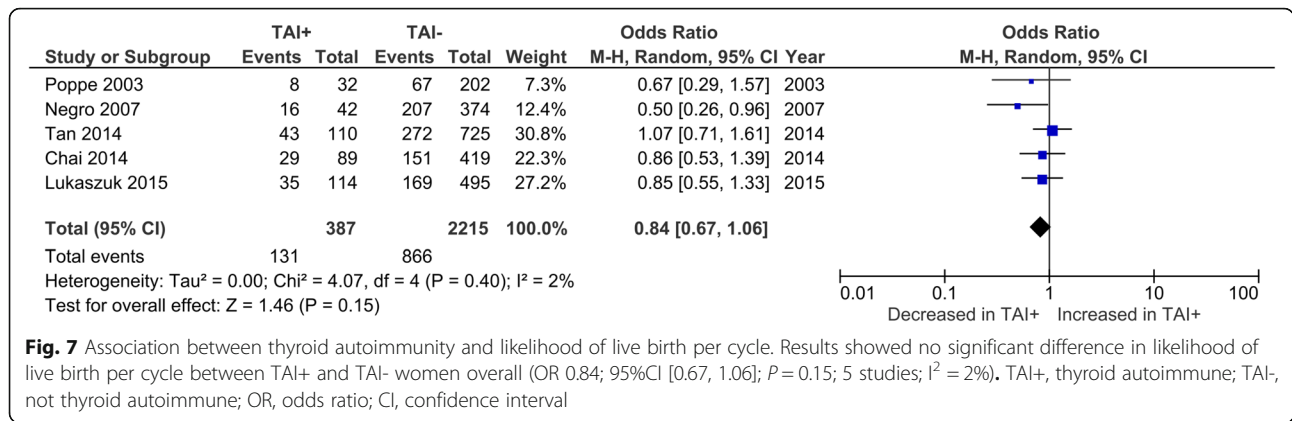 TAI+ TAI- Odds Ratio Odds Ratio
Study or Subgroup Events Total Events Total Weight M-H, Random, 95% CI Year M-H, Random, 95% CI
Poppe 2003 8 32 67 202 7.3% 0.67 [0.29, 1.57] 2003
Negro 2007 16 42 207 374 12.4% 0.50 [0.26, 0.96] 2007
Tan 2014 43 110 272 725 30.8% 1.07 [0.71, 1.61] 2014
Chai 2014 29 89 151 419 22.3% 0.86 [0.53, 1.39] 2014
Lukaszuk 2015 35 114 169 495 27.2% 0.85 [0.55, 1.33] 2015
Total (95% CI) 387 2215 100.0% 0.84 [0.67, 1.06]
Total events 131 866
Heterogeneity: Tau² = 0.00; Chi² = 4.07, df = 4 (P = 0.40); I² = 2%
Test for overall effect: Z = 1.46 (P = 0.15)
0.01 0.1 1 10 100
Decreased in TAI+ Increased in TAI+
Fig. 7 Association between thyroid autoimmunity and likelihood of live birth per cycle. Results showed no significant difference in likelihood of
live birth per cycle between TAI+ and TAI- women overall (OR 0.84; 95%CI [0.67, 1.06]; P = 0.15; 5 studies; I² = 2%). TAI+, thyroid autoimmune; TAI-,
not thyroid autoimmune; OR, odds ratio; CI, confidence interval